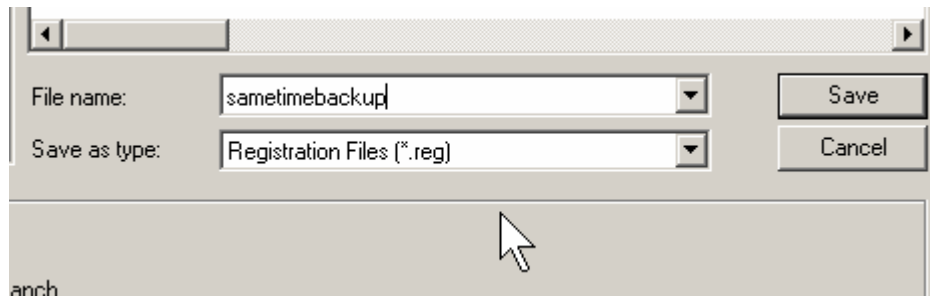 File name: sametimebackup Save
Save as type: Registration Files (*.reg) Cancel
anch